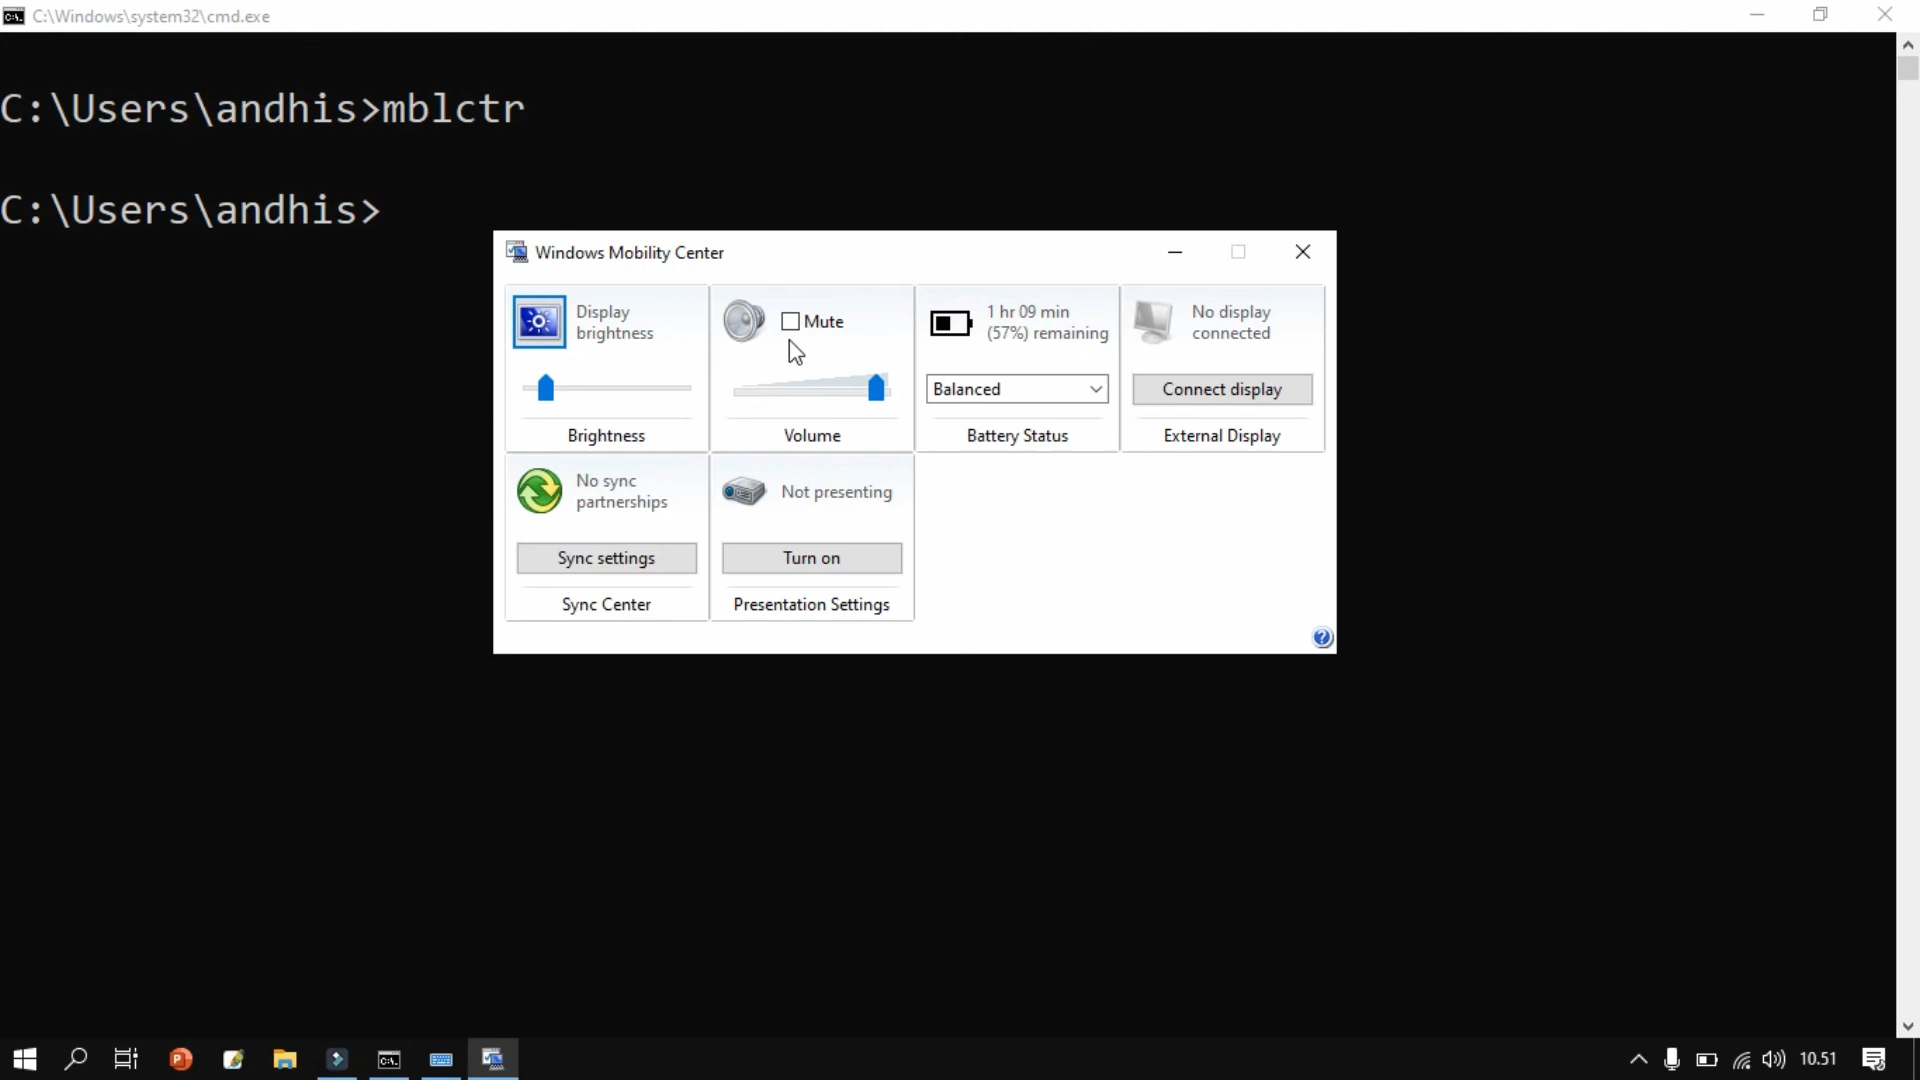 C:\Windows\system32\cmd.exe
C:\Users\andhis>mblctr
C:\Users\andhis>
Windows Mobility Center
Display
brightness
Brightness
Mute
Volume
1 hr 09 min
(57%) remaining
Balanced
Battery Status
No display
connected
Connect display
External Display
No sync
partnerships
Sync settings
Sync Center
Not presenting
Turn on
Presentation Settings
10.51